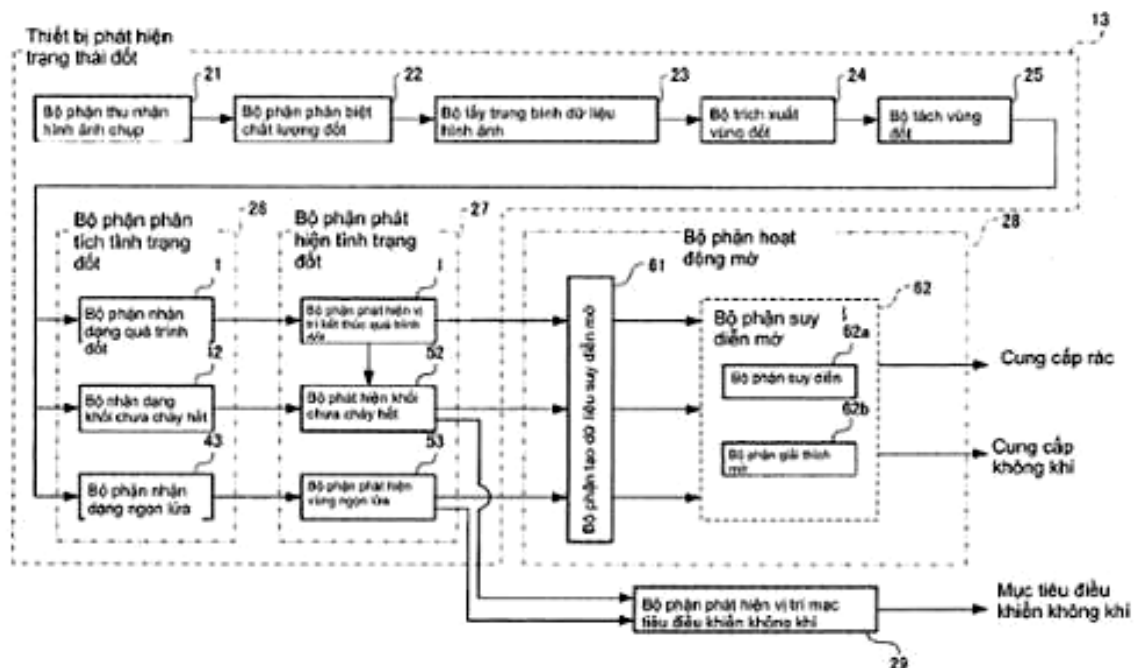 13
Thiết bị phát hiện
trạng thái đốt
21
22
23
24
25
Bộ phận thu nhận
hình ảnh chụp
Bộ phận phân biệt
chất lượng đốt
Bộ lấy trung bình dữ liệu
hình ảnh
Bộ trích xuất
vùng đốt
Bộ tách vùng
đốt
Bộ phận phân
tích tình trạng
đốt
26
Bộ phận phát
hiện tình trạng
đốt
27
Bộ phận hoạt
động mờ
28
1
Bộ phận nhận
dạng quá trình
đốt
Bộ phận phát hiện vị
trí kết thúc quá trình
đốt
61
Bộ phận tạo dữ liệu suy diễn mờ
62
Bộ phận suy
diễn mờ
62a
Bộ phận suy diễn
62b
Bộ phận giải thích
mờ
Cung cấp rác
Cung cấp
không khí
Bộ nhận dạng
khối chưa cháy hết
52
Bộ phát hiện khối
chưa cháy hết
43
Bộ phận nhận
dạng ngọn lửa
53
Bộ phận phát hiện
vùng ngọn lửa
Bộ phận phát hiện vị trí mục
tiêu điều khiển không khí
29
Mục tiêu điều
khiển không khí